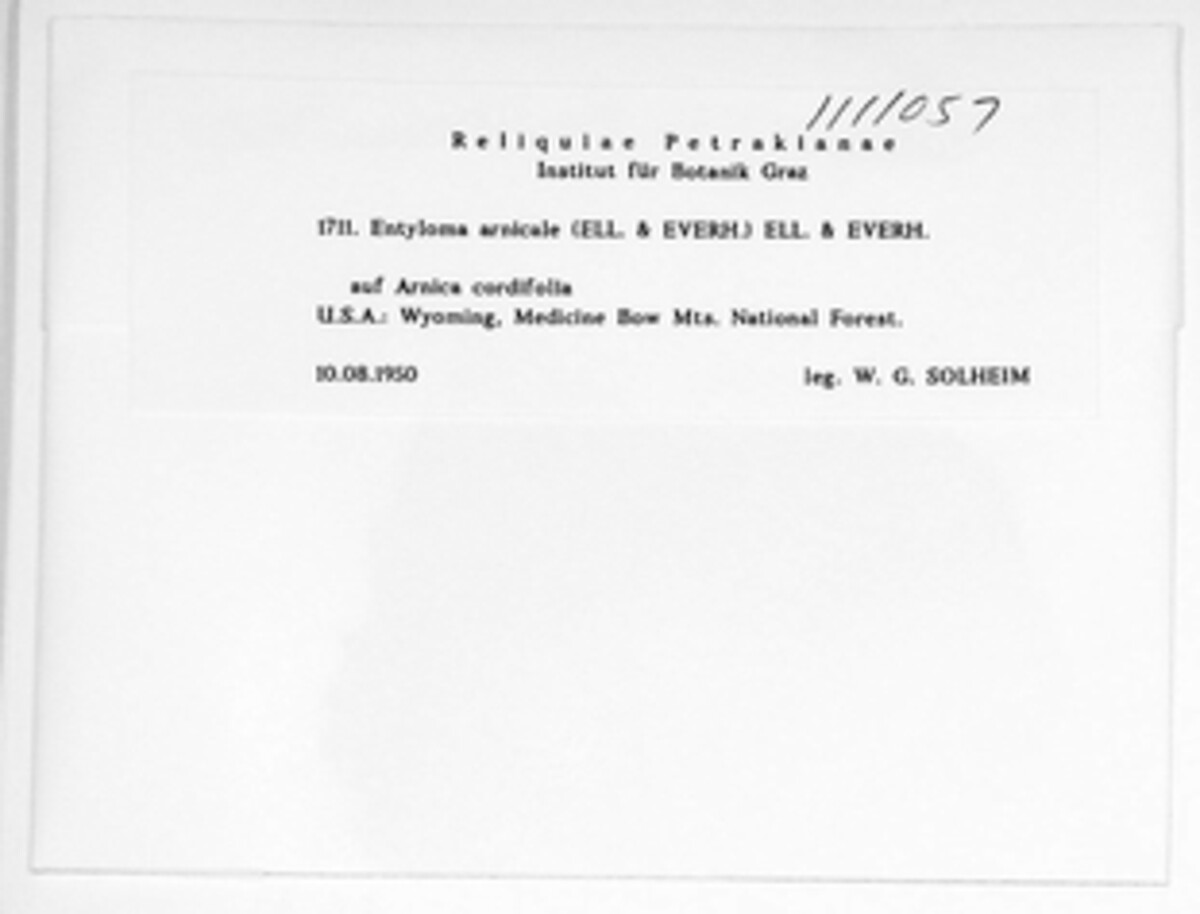 1111057
Reliquiae Petrakianae
Institut für Botanik Graz
1711. Entyloma arnicale (ELL. & EVERH.) ELL. & EVERH.
auf Arnica cordifolia
U.S.A.: Wyoming, Medicine Bow Mts. National Forest.
10.08.1950 leg. W. G. SOLHEIM